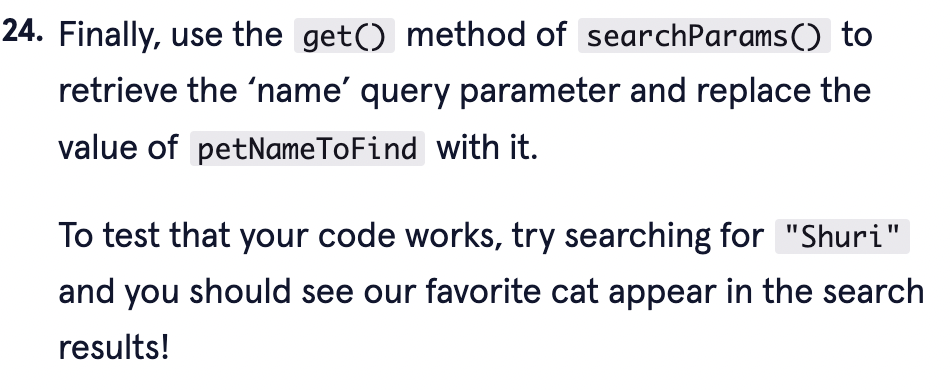 24. Finally, use the get() method of searchParams() to
retrieve the ‘name’ query parameter and replace the
value of petNameToFind with it.
To test that your code works, try searching for "Shuri"
and you should see our favorite cat appear in the search
results!